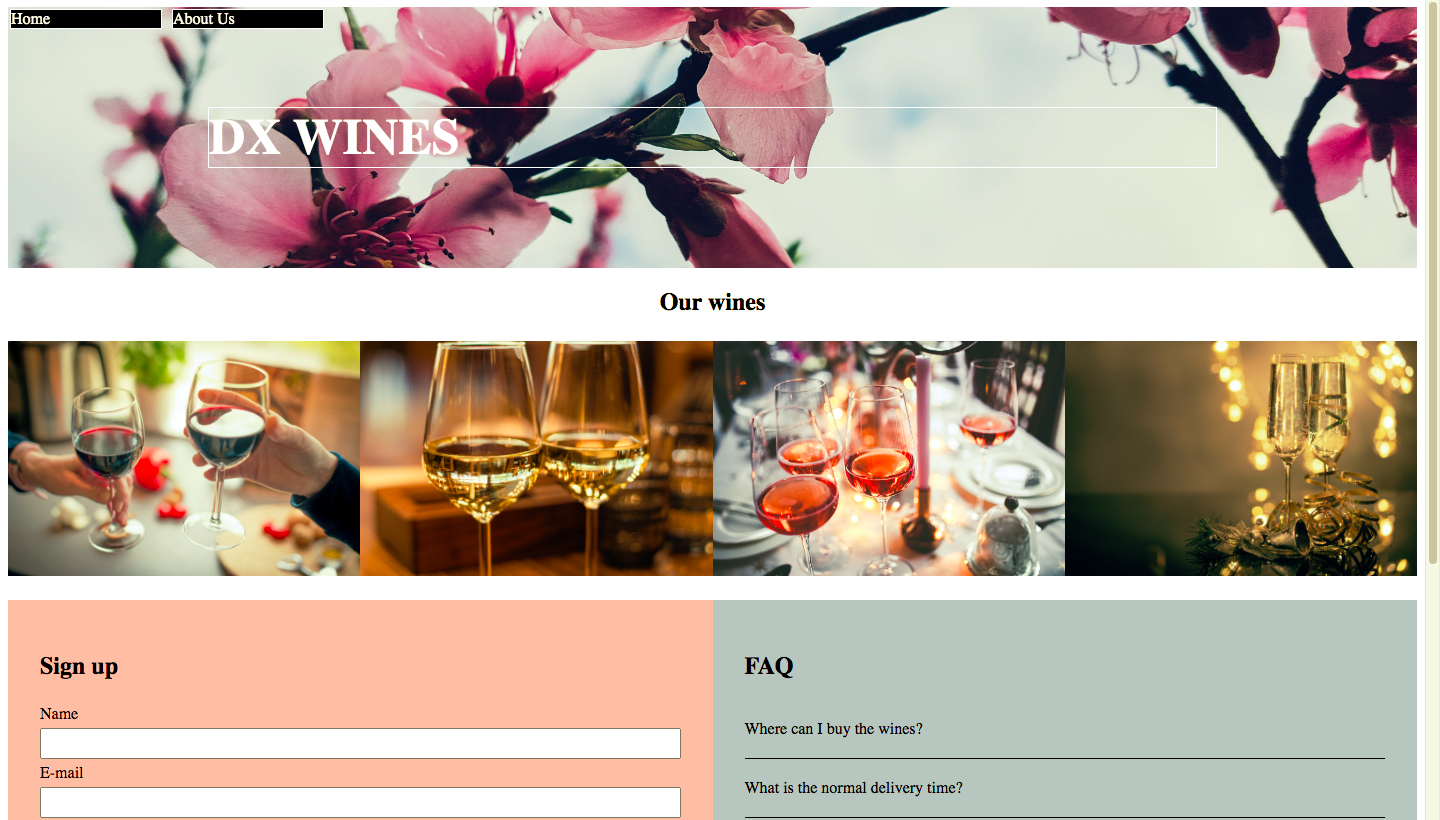 Home
About Us
DX WINES
Our wines
Sign up
Name
E-mail
FAQ
Where can I buy the wines?
What is the normal delivery time?